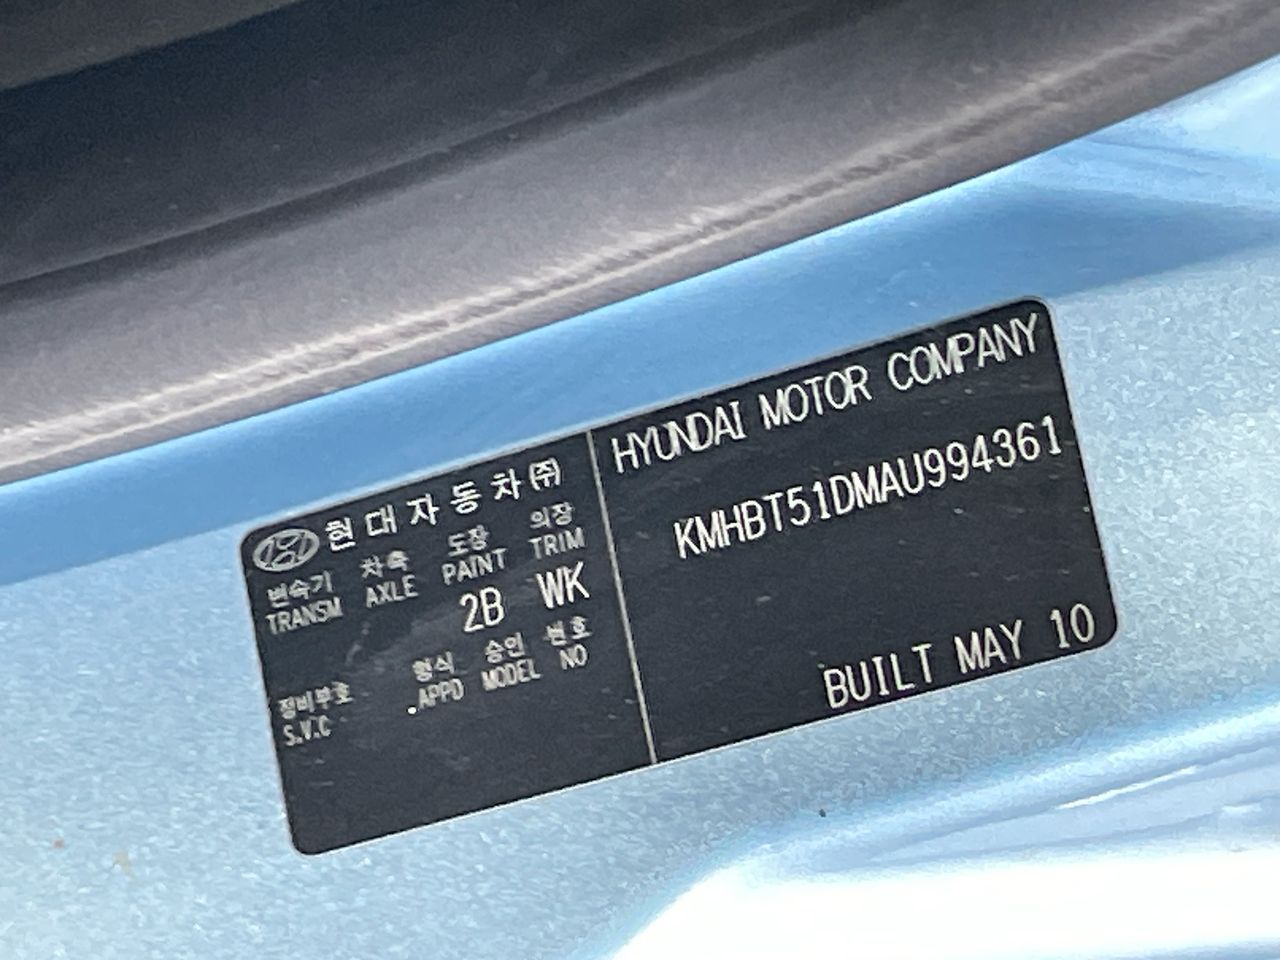 현대자동차㈜
변속기 차축 도장 의장
TRANSM AXLE PAINT TRIM
2B WK
정비부호 형식 승인 번호
S.V.C .APPD MODEL NO
HYUNDAI MOTOR COMPANY
KMHBT51DMAU994361
BUILT MAY 10